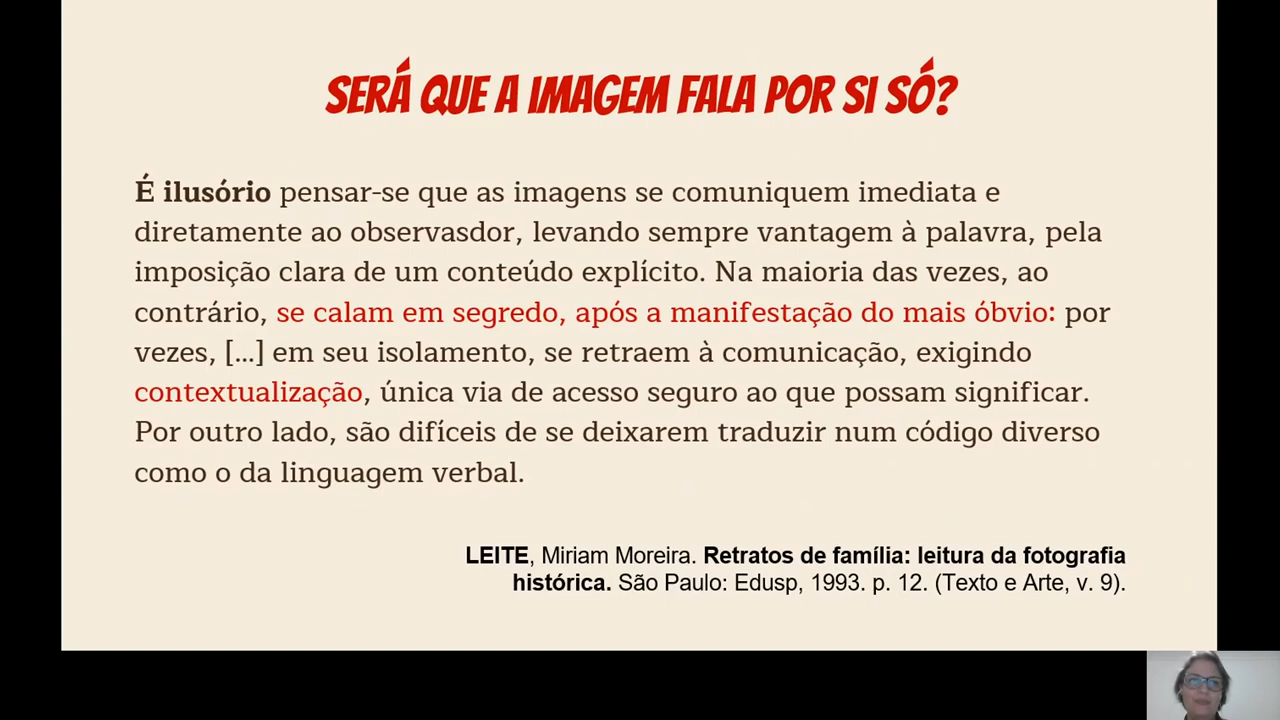 SERÁ QUE A IMAGEM FALA POR SI SÓ?
É ilusório pensar-se que as imagens se comuniquem imediata e
diretamente ao observasdor, levando sempre vantagem à palavra, pela
imposição clara de um conteúdo explícito. Na maioria das vezes, ao
contrário, se calam em segredo, após a manifestação do mais óbvio: por
vezes, [...] em seu isolamento, se retraem à comunicação, exigindo
contextualização, única via de acesso seguro ao que possam significar.
Por outro lado, são difíceis de se deixarem traduzir num código diverso
como o da linguagem verbal.
LEITE, Miriam Moreira. Retratos de família: leitura da fotografia
histórica. São Paulo: Edusp, 1993. p. 12. (Texto e Arte, v. 9).